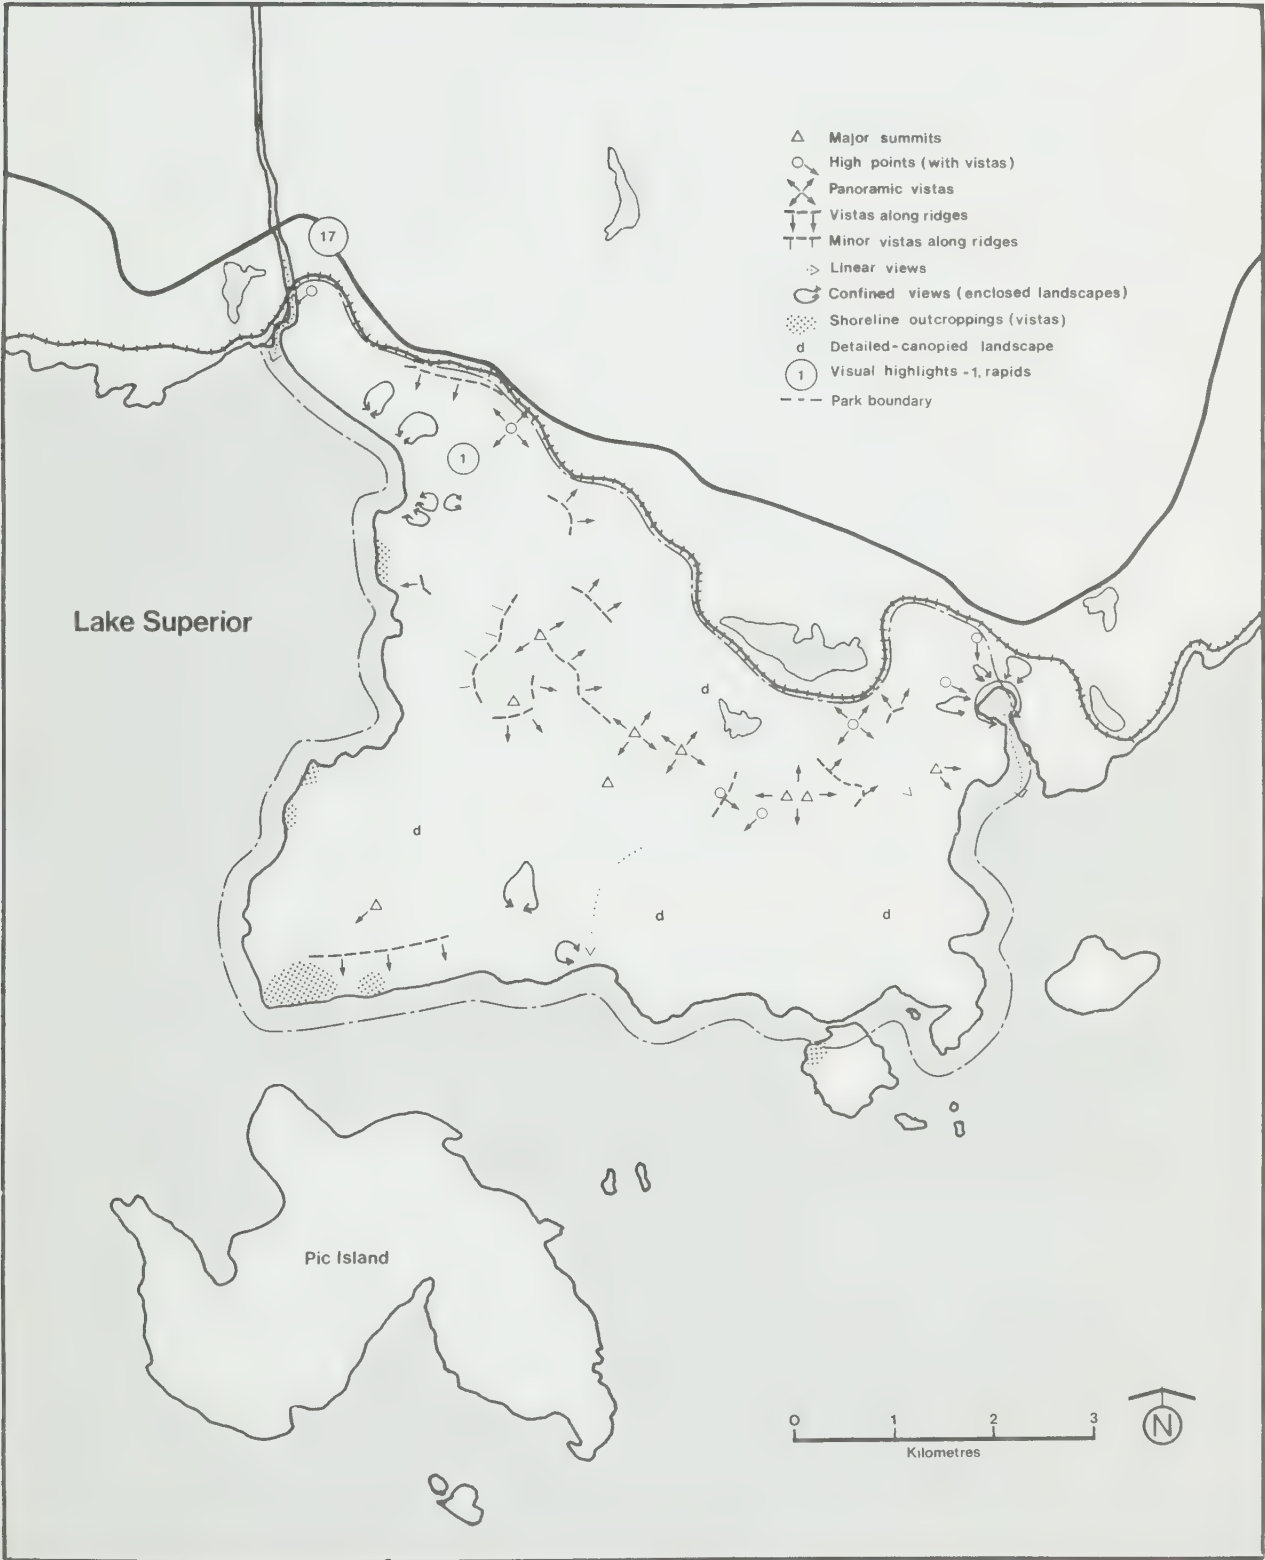 Major summits
High points (with vistas)
Panoramic vistas
Vistas along ridges
Minor vistas along ridges
Linear views
Confined views (enclosed landscapes)
Shoreline outcroppings (vistas)
d Detailed-canopied landscape
1 Visual highlights -1, rapids
Park boundary
17
1
Lake Superior
d
d
d
d
Pic Island
0 1 2 3
Kilometres
N